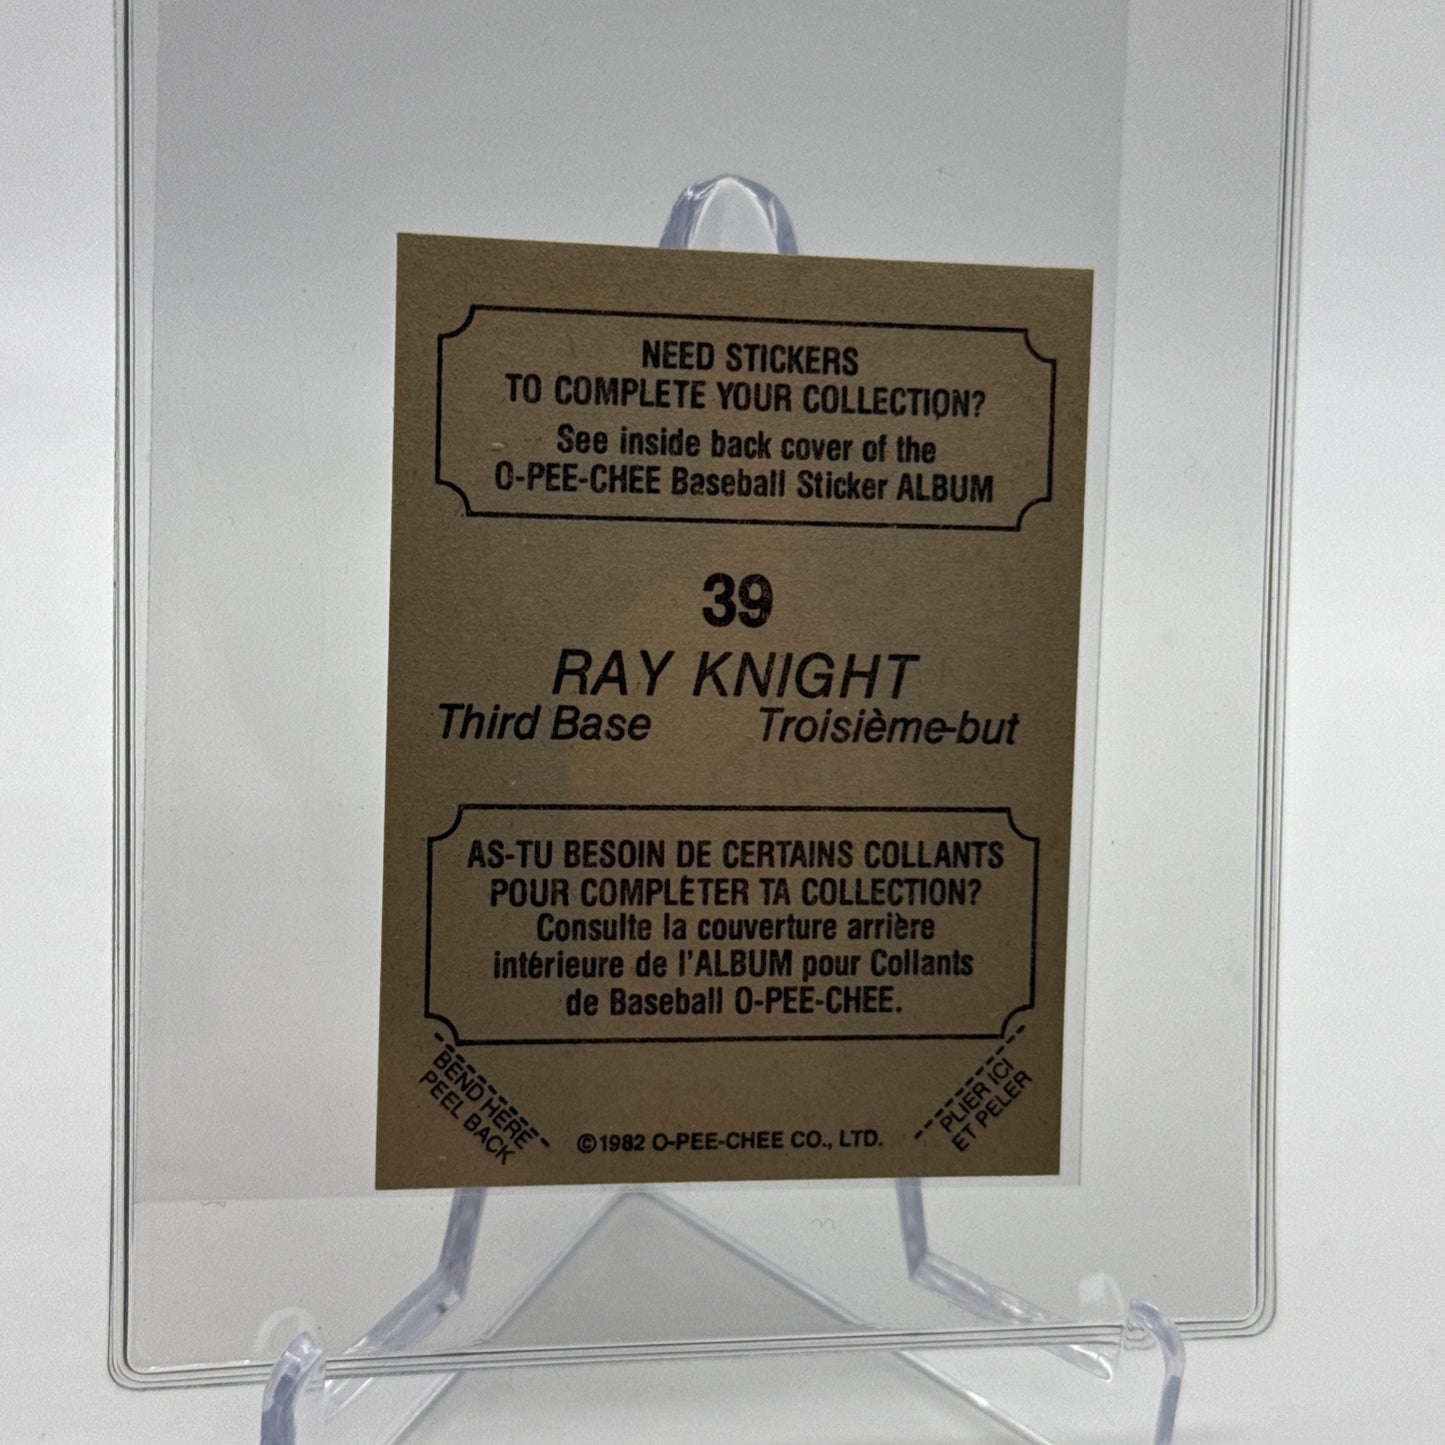 NEED STICKERS
TO COMPLETE YOUR COLLECTION?
See inside back cover of the
O-PEE-CHEE Baseball Sticker ALBUM
39
RAY KNIGHT
Third Base Troisième-but
AS-TU BESOIN DE CERTAINS COLLANTS
POUR COMPLÉTER TA COLLECTION?
Consulte la couverture arrière
intérieure de l'ALBUM pour Collants
de Baseball O-PEE-CHEE.
BEND HERE
PEEL BACK
©1982 O-PEE-CHEE CO., LTD.
PLIER ICI
ET PELER